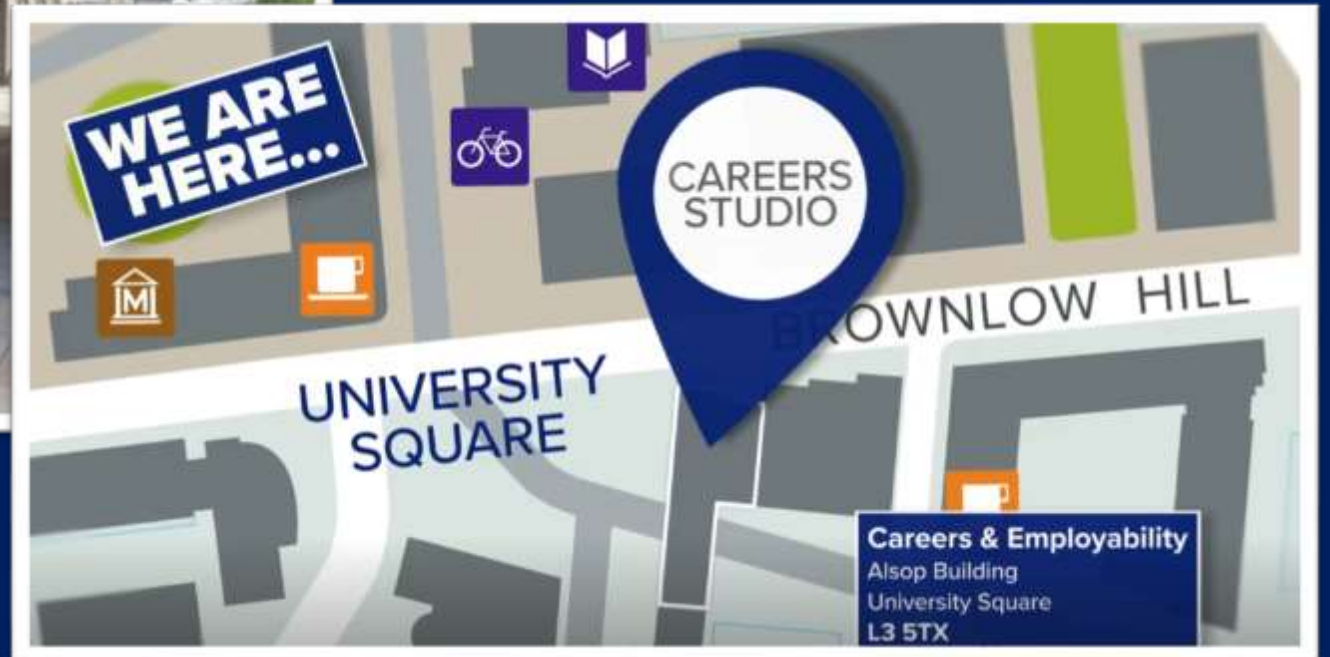 WE ARE
HERE...
CAREERS
STUDIO
M
BROWNLOW HILL
UNIVERSITY
SQUARE
Careers & Employability
Alsop Building
University Square
L3 5TX